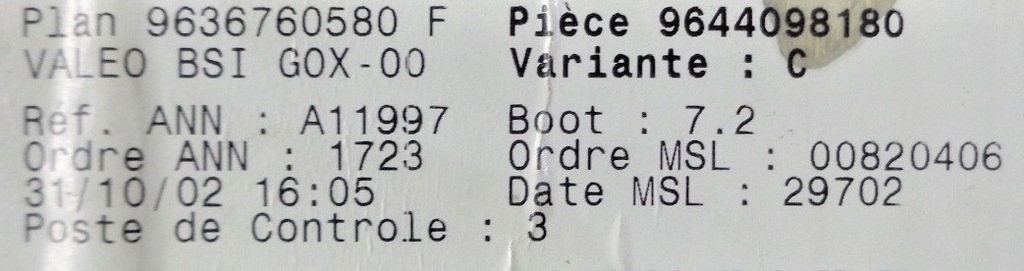 Plan 9636760580 F Pièce 9644098180
VALEO BSI GOX-00 Variante : C
Réf. ANN : A11997 Boot : 7.2
Ordre ANN : 1723 Ordre MSL : 00820406
31/10/02 16:05 Date MSL : 29702
Poste de Controle : 3